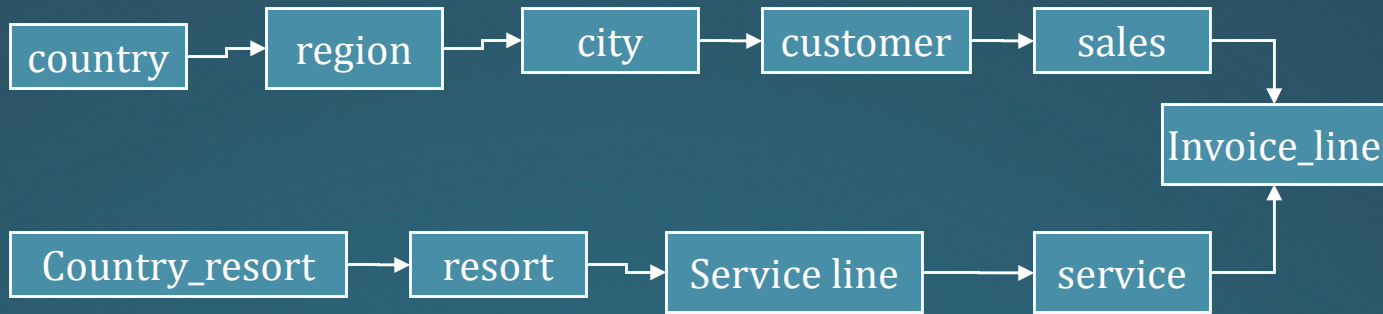 country
region
city
customer
sales
Invoice_line
Country_resort
resort
Service line
service